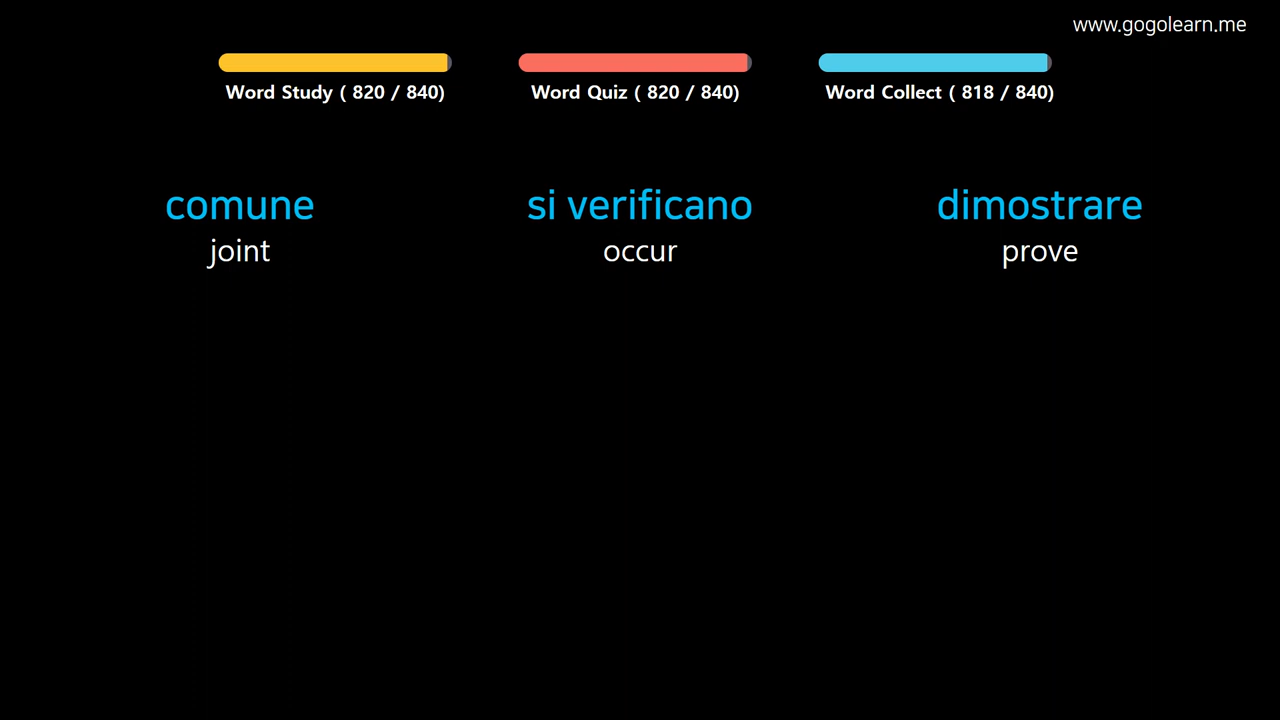 www.gogolearn.me
Word Study ( 820 / 840)
Word Quiz ( 820 / 840)
Word Collect ( 818 / 840)
comune
joint
si verificano
occur
dimostrare
prove